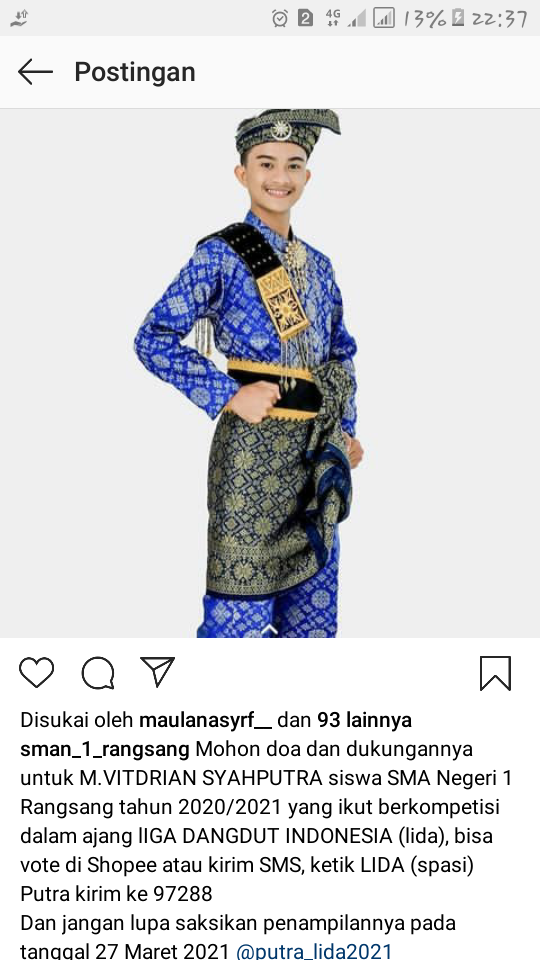 2 4G 13% 22:37
Postingan
Disukai oleh maulanasyrf__ dan 93 lainnya
sman_1_rangsang Mohon doa dan dukungannya
untuk M.VITDRIAN SYAHPUTRA siswa SMA Negeri 1
Rangsang tahun 2020/2021 yang ikut berkompetisi
dalam ajang lIGA DANGDUT INDONESIA (lida), bisa
vote di Shopee atau kirim SMS, ketik LIDA (spasi)
Putra kirim ke 97288
Dan jangan lupa saksikan penampilannya pada
tanggal 27 Maret 2021 @putra_lida2021